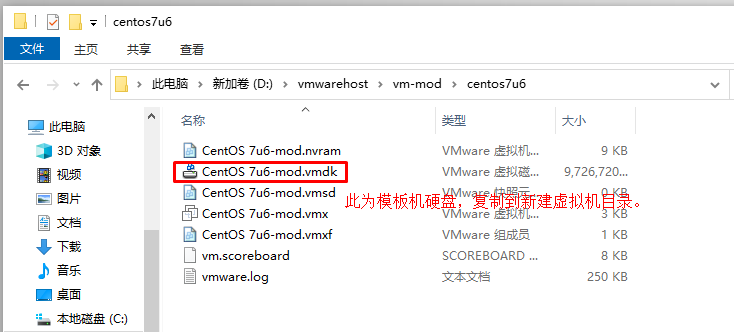 centos7u6
文件 主页 共享 查看
此电脑 新加卷 (D:) vmwarehost vm-mod centos7u6
名称 类型 大小
此电脑
3D 对象
视频
图片
文档
下载
音乐
桌面
本地磁盘 (C:)
CentOS 7u6-mod.nvram VMware 虚拟机... 9 KB
CentOS 7u6-mod.vmdk VMware 虚拟磁... 9,726,720...
CentOS 7u6-mod.vmsd VMware 快照元... 0 KB
此为模板机硬盘，复制到新建虚拟机目录。
CentOS 7u6-mod.vmx VMware 虚拟机... 3 KB
CentOS 7u6-mod.vmxf VMware 组成员 1 KB
vm.scoreboard SCOREBOARD ... 8 KB
vmware.log 文本文档 250 KB